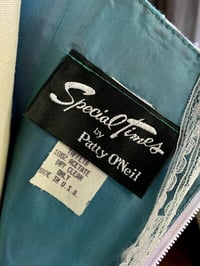 Special Times
by
Patty O'Neil
100% ACETATE
DRY CLEAN
ONLY
MADE IN U.S.A.